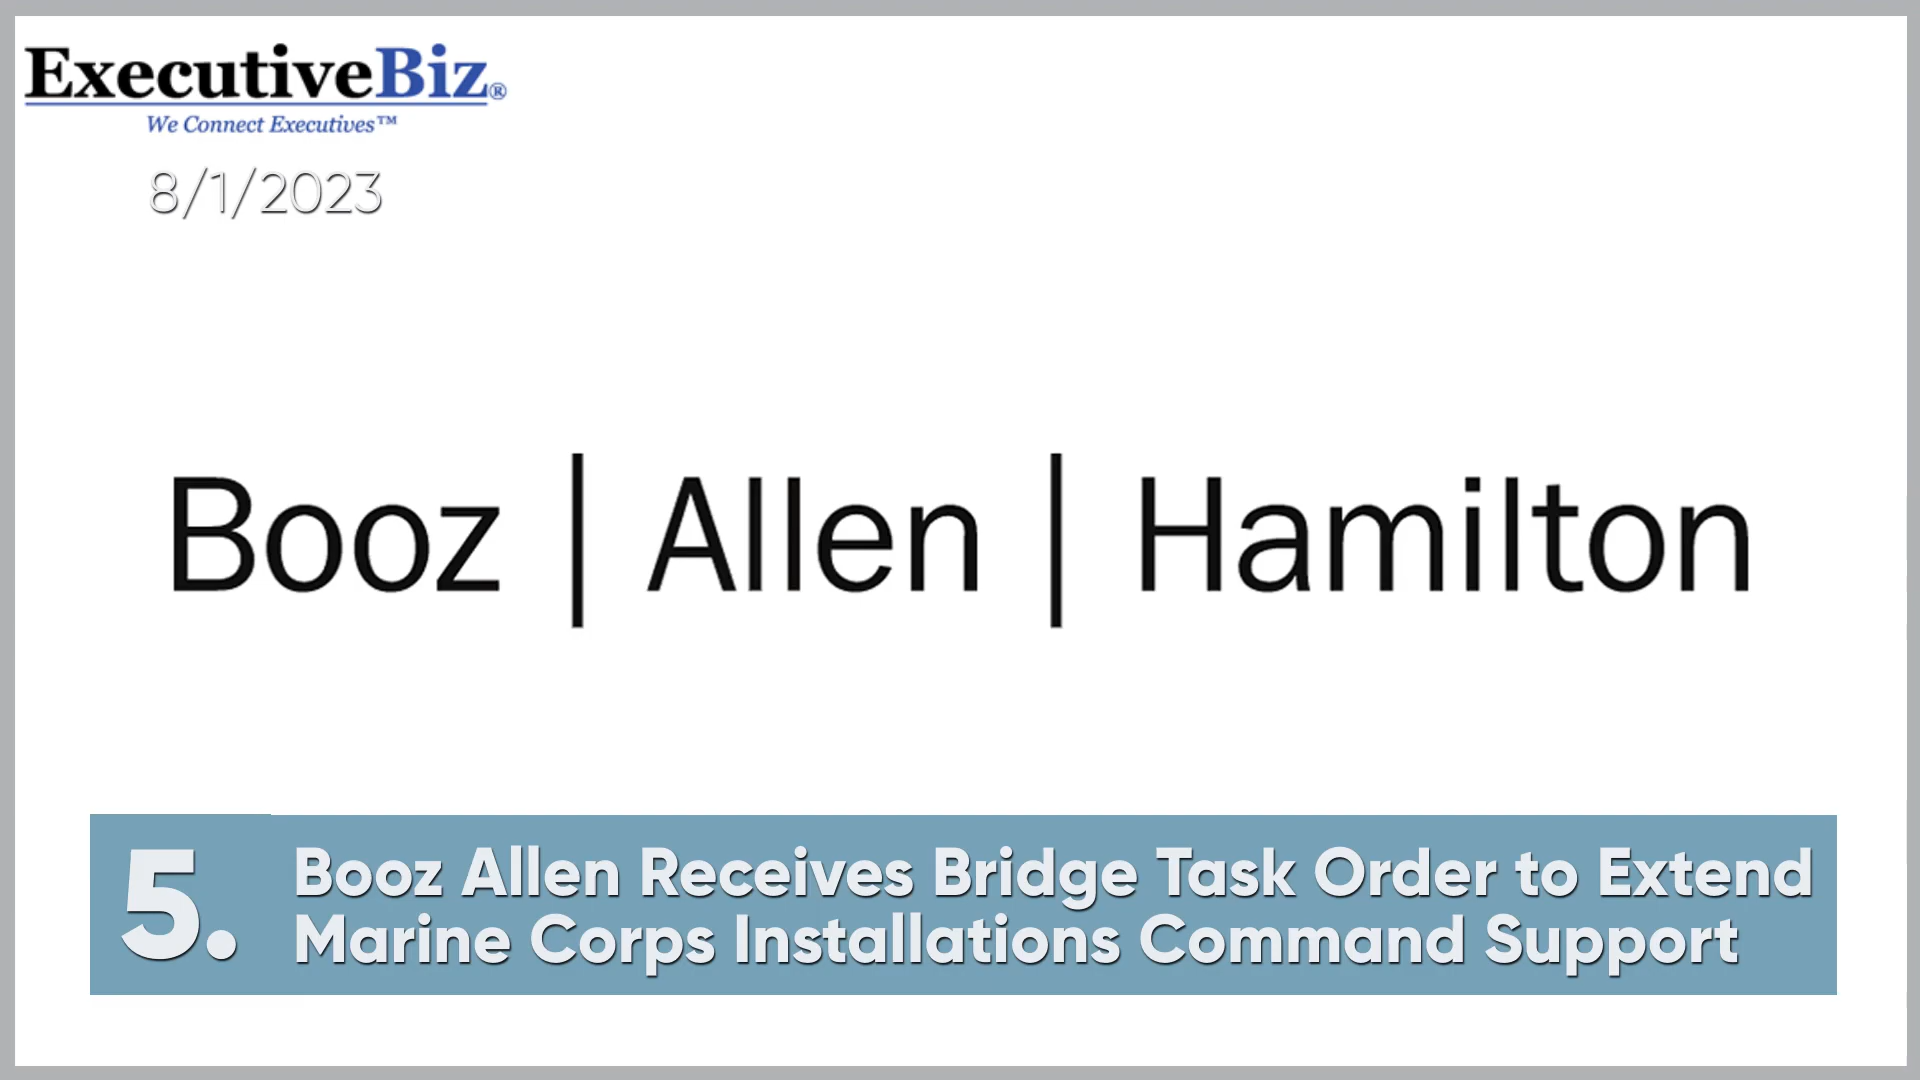 ExecutiveBiz®
We Connect Executives™
8/1/2023
Booz | Allen | Hamilton
5.
Booz Allen Receives Bridge Task Order to Extend
Marine Corps Installations Command Support